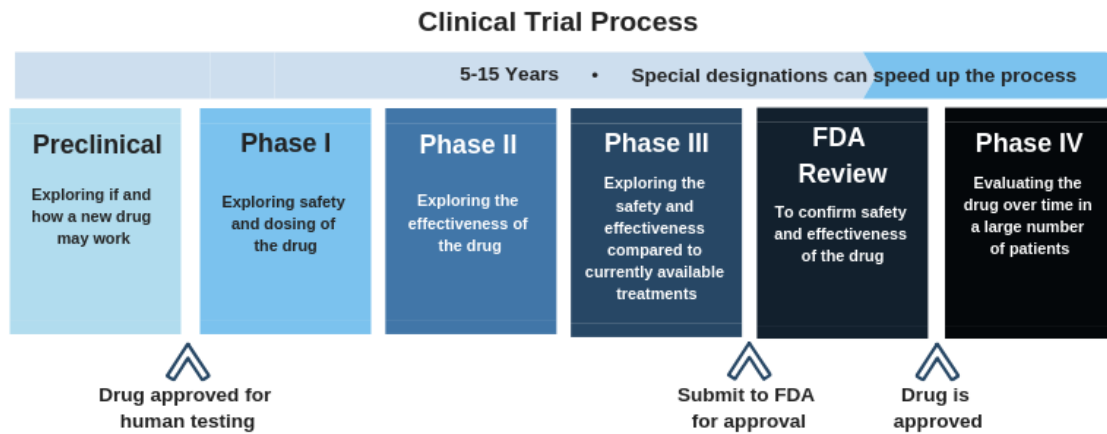 Clinical Trial Process
5-15 Years • Special designations can speed up the process
Preclinical
Exploring if and
how a new drug
may work
Phase I
Exploring safety
and dosing of
the drug
Phase II
Exploring the
effectiveness of
the drug
Phase III
Exploring the
safety and
effectiveness
compared to
currently available
treatments
FDA
Review
To confirm safety
and effectiveness
of the drug
Phase IV
Evaluating the
drug over time in
a large number
of patients
Drug approved for
human testing
Submit to FDA
for approval
Drug is
approved